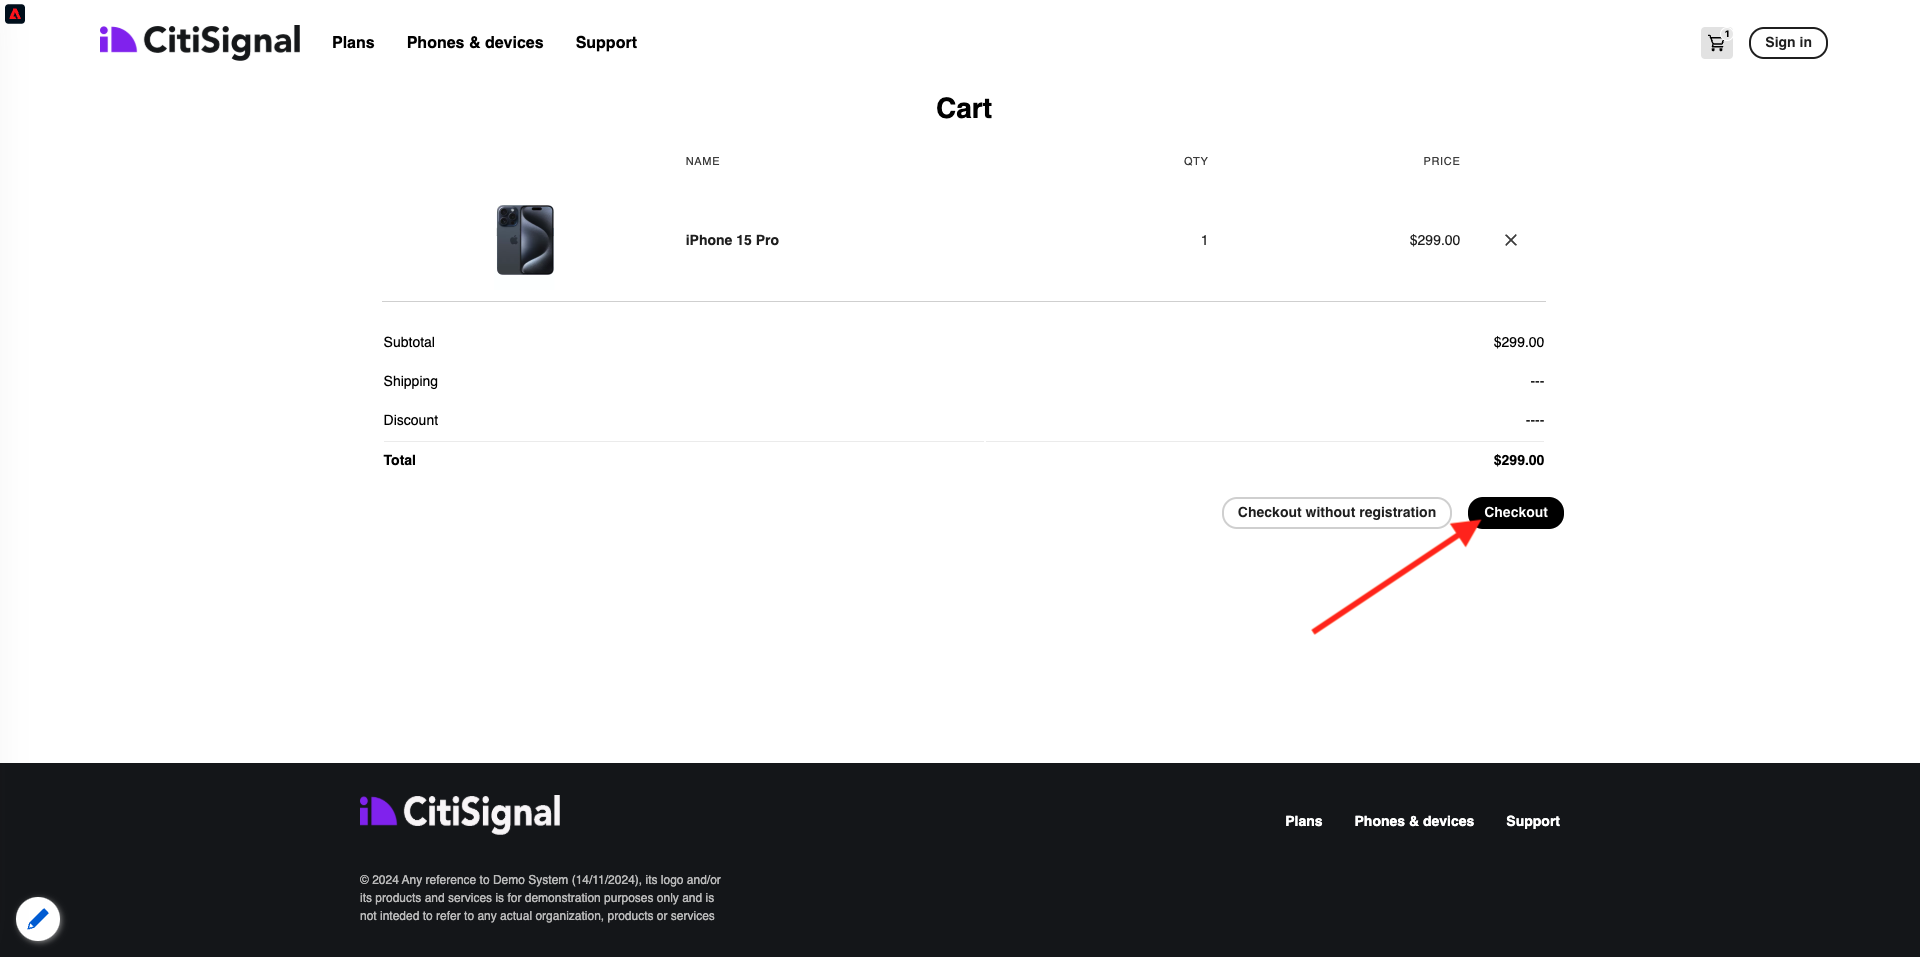 CitiSignal
Plans
Phones & devices
Support
1
Sign in
Cart
NAME
QTY
PRICE
iPhone 15 Pro
1
$299.00
Subtotal
$299.00
Shipping
---
Discount
----
Total
$299.00
Checkout without registration
Checkout
CitiSignal
Plans
Phones & devices
Support
© 2024 Any reference to Demo System (14/11/2024), its logo and/or
its products and services is for demonstration purposes only and is
not inteded to refer to any actual organization, products or services